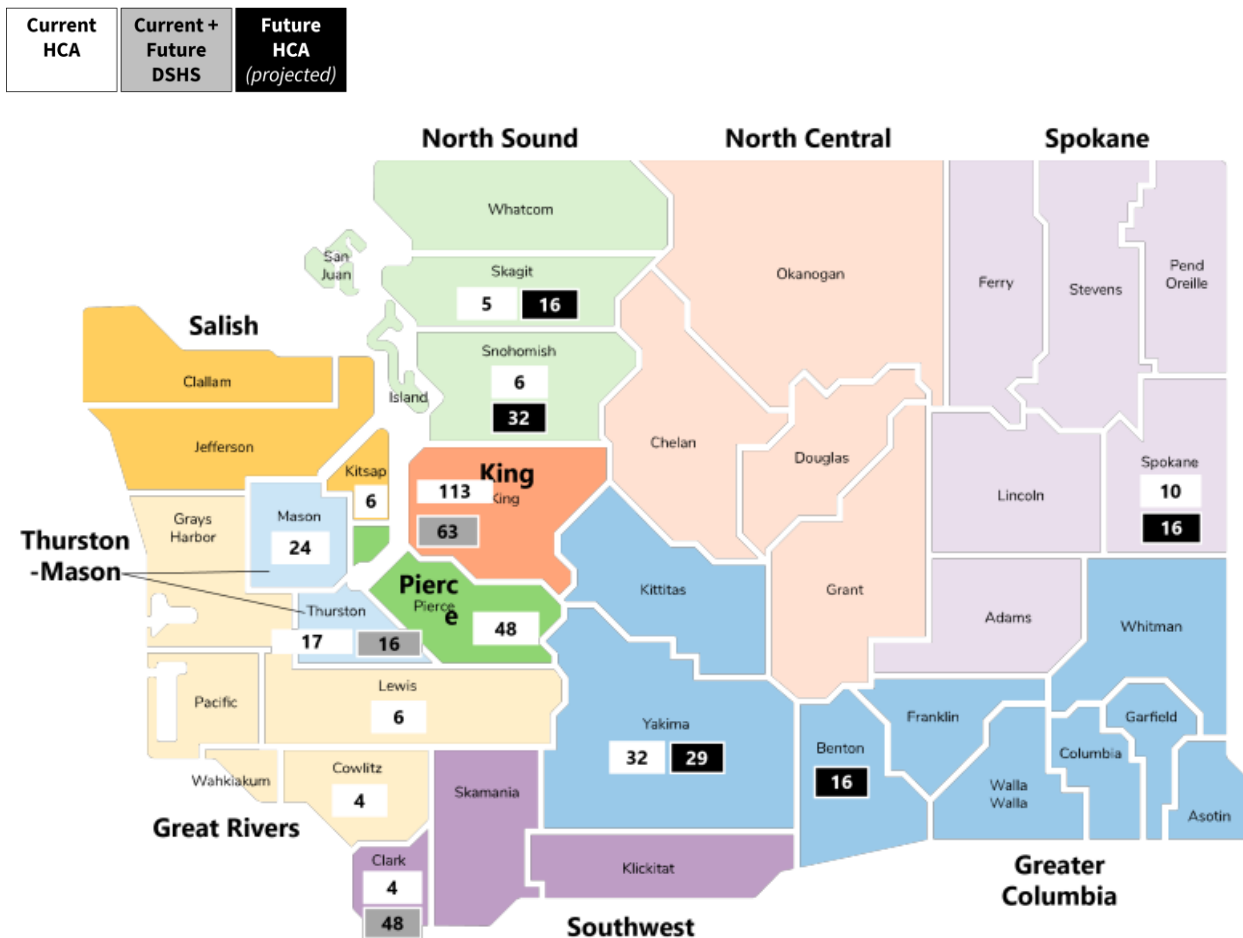 Current
HCA
Current +
Future
DSHS
Future
HCA
(projected)
North Sound
North Central
Spokane
Whatcom
San
Juan
Skagit
5
16
Okanogan
Ferry
Stevens
Pend
Oreille
Salish
Clallam
Snohomish
6
32
Island
Jefferson
Kitsap
6
Chelan
Douglas
Lincoln
Spokane
10
16
King
King
113
63
Grays
Harbor
Mason
24
Thurston
-Mason
Thurston
17
16
Pierc
e
Pierce
48
Kittitas
Grant
Adams
Whitman
Pacific
Lewis
6
Yakima
32
29
Benton
16
Franklin
Garfield
Columbia
Walla
Walla
Asotin
Wahkiakum
Cowlitz
4
Skamania
Great Rivers
Clark
4
48
Klickitat
Southwest
Greater
Columbia